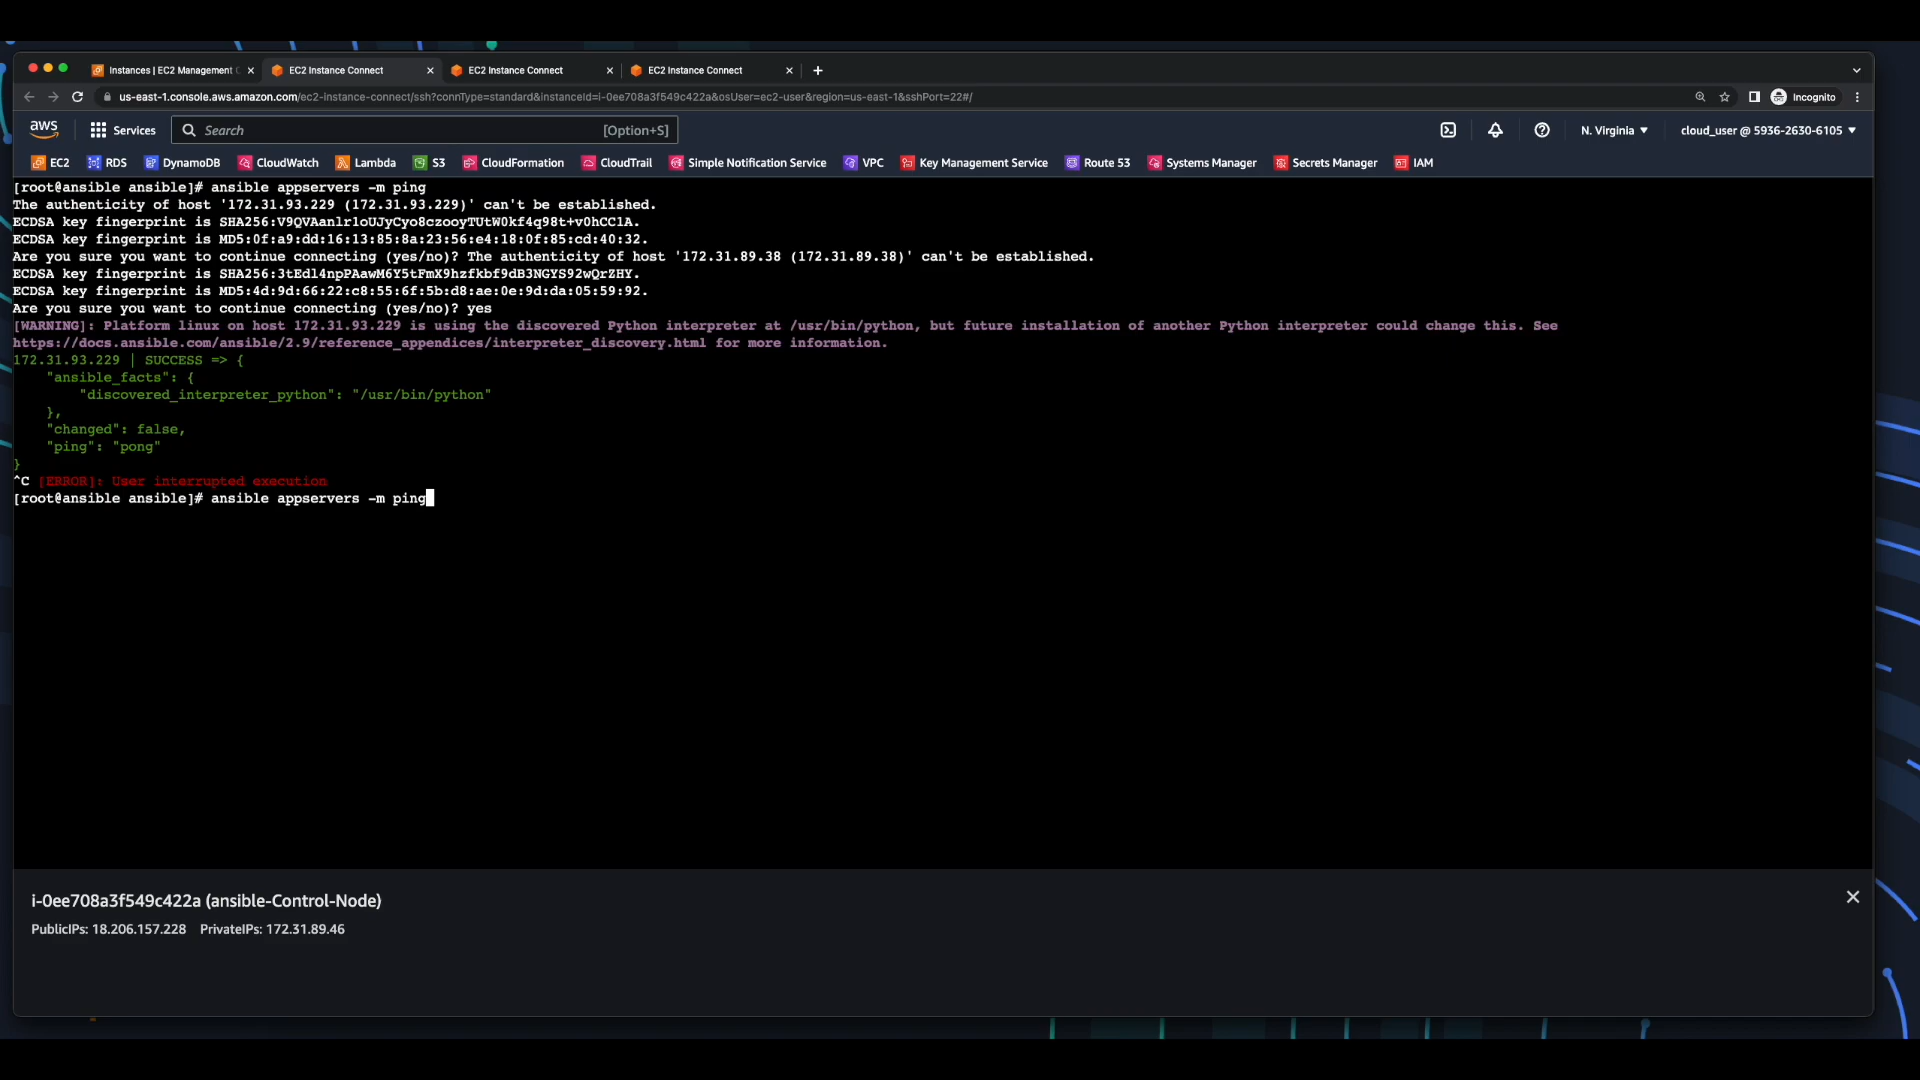 Instances | EC2 Management C
EC2 Instance Connect
EC2 Instance Connect
EC2 Instance Connect
us-east-1.console.aws.amazon.com/ec2-instance-connect/ssh?connType=standard&instanceId=i-0ee708a3f549c422a&osUser=ec2-user&region=us-east-1&sshPort=22#/
Incognito
aws
Services
Search
[Option+S]
N. Virginia
cloud_user @ 5936-2630-6105
EC2
RDS
DynamoDB
CloudWatch
Lambda
S3
CloudFormation
CloudTrail
Simple Notification Service
VPC
Key Management Service
Route 53
Systems Manager
Secrets Manager
IAM
[root@ansible ansible]# ansible appservers -m ping
The authenticity of host '172.31.93.229 (172.31.93.229)' can't be established.
ECDSA key fingerprint is SHA256:V9QVAanlr1oUJyCyo8czooyTUtW0kf4q98t+v0hCC1A.
ECDSA key fingerprint is MD5:0f:a9:dd:16:13:85:8a:23:56:e4:18:0f:85:cd:40:32.
Are you sure you want to continue connecting (yes/no)? The authenticity of host '172.31.89.38 (172.31.89.38)' can't be established.
ECDSA key fingerprint is SHA256:3tEdl4npPAawM6Y5tFmX9hzfkbf9dB3NGYS92wQrZHY.
ECDSA key fingerprint is MD5:4d:9d:66:22:c8:55:6f:5b:d8:ae:0e:9d:da:05:59:92.
Are you sure you want to continue connecting (yes/no)? yes
[WARNING]: Platform linux on host 172.31.93.229 is using the discovered Python interpreter at /usr/bin/python, but future installation of another Python interpreter could change this. See
https://docs.ansible.com/ansible/2.9/reference_appendices/interpreter_discovery.html for more information.
172.31.93.229 | SUCCESS => {
    "ansible_facts": {
        "discovered_interpreter_python": "/usr/bin/python"
    },
    "changed": false,
    "ping": "pong"
}
^C [ERROR]: User interrupted execution
[root@ansible ansible]# ansible appservers -m ping
i-0ee708a3f549c422a (ansible-Control-Node)
PublicIPs: 18.206.157.228 PrivateIPs: 172.31.89.46